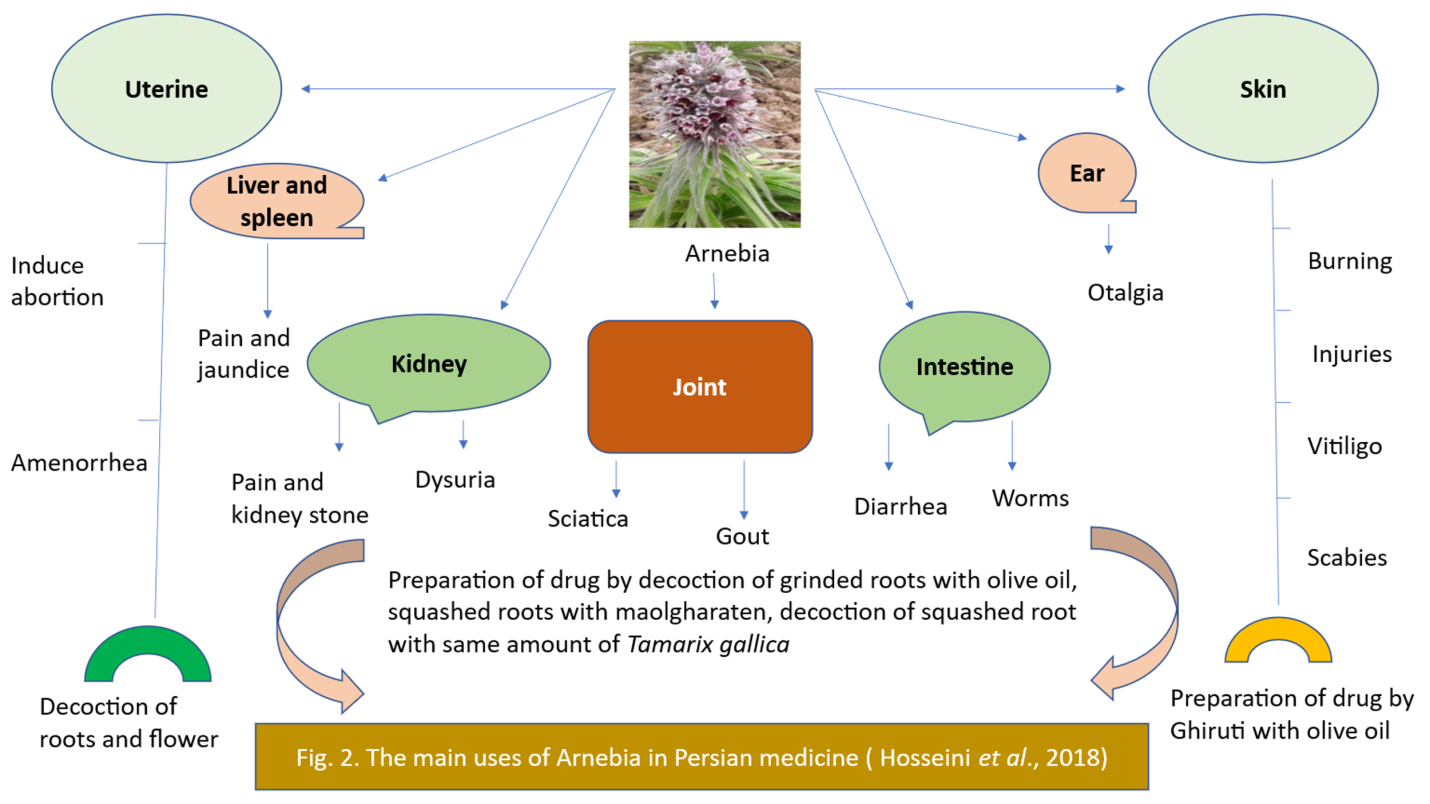 Uterine
Skin
Liver and
spleen
Ear
Arnebia
Induce
abortion
Otalgia
Burning
Pain and
jaundice
Kidney
Joint
Intestine
Injuries
Amenorrhea
Vitiligo
Pain and
kidney stone
Dysuria
Sciatica
Gout
Diarrhea
Worms
Scabies
Preparation of drug by decoction of grinded roots with olive oil,
squashed roots with maolgharaten, decoction of squashed root
with same amount of Tamarix gallica
Decoction of
roots and flower
Preparation of drug by
Ghiruti with olive oil
Fig. 2. The main uses of Arnebia in Persian medicine ( Hosseini et al., 2018)